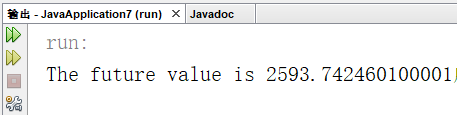 输出 - JavaApplication7 (run) × Javadoc
run:
The future value is 2593.742460100001